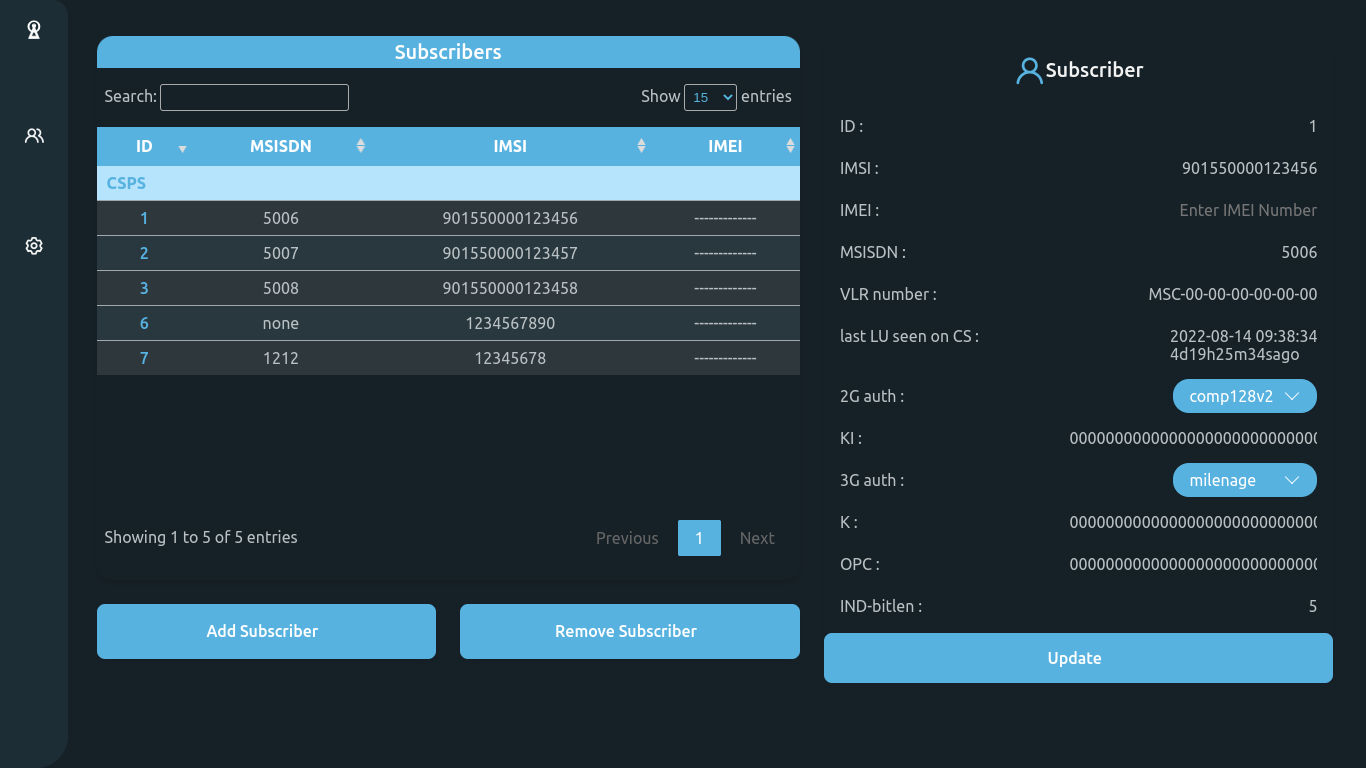 Subscribers
Search:
Show 15 entries
ID MSISDN IMSI IMEI
CSPS
1 5006 901550000123456 -------------
2 5007 901550000123457 -------------
3 5008 901550000123458 -------------
6 none 1234567890 -------------
7 1212 12345678 -------------
Showing 1 to 5 of 5 entries
Previous 1 Next
Add Subscriber Remove Subscriber
Subscriber
ID : 1
IMSI : 901550000123456
IMEI : Enter IMEI Number
MSISDN : 5006
VLR number : MSC-00-00-00-00-00-00
last LU seen on CS : 2022-08-14 09:38:34
4d19h25m34sago
2G auth : comp128v2
KI : 0000000000000000000000000000
3G auth : milenage
K : 0000000000000000000000000000
OPC : 0000000000000000000000000000
IND-bitlen : 5
Update